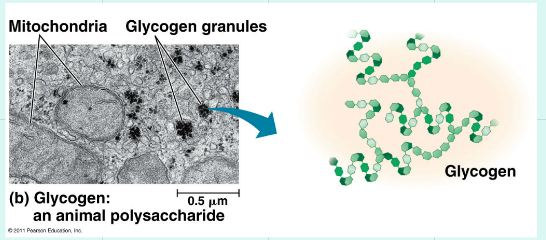 Mitochondria Glycogen granules
Glycogen
0.5 µm
(b) Glycogen:
an animal polysaccharide
© 2011 Pearson Education, Inc.